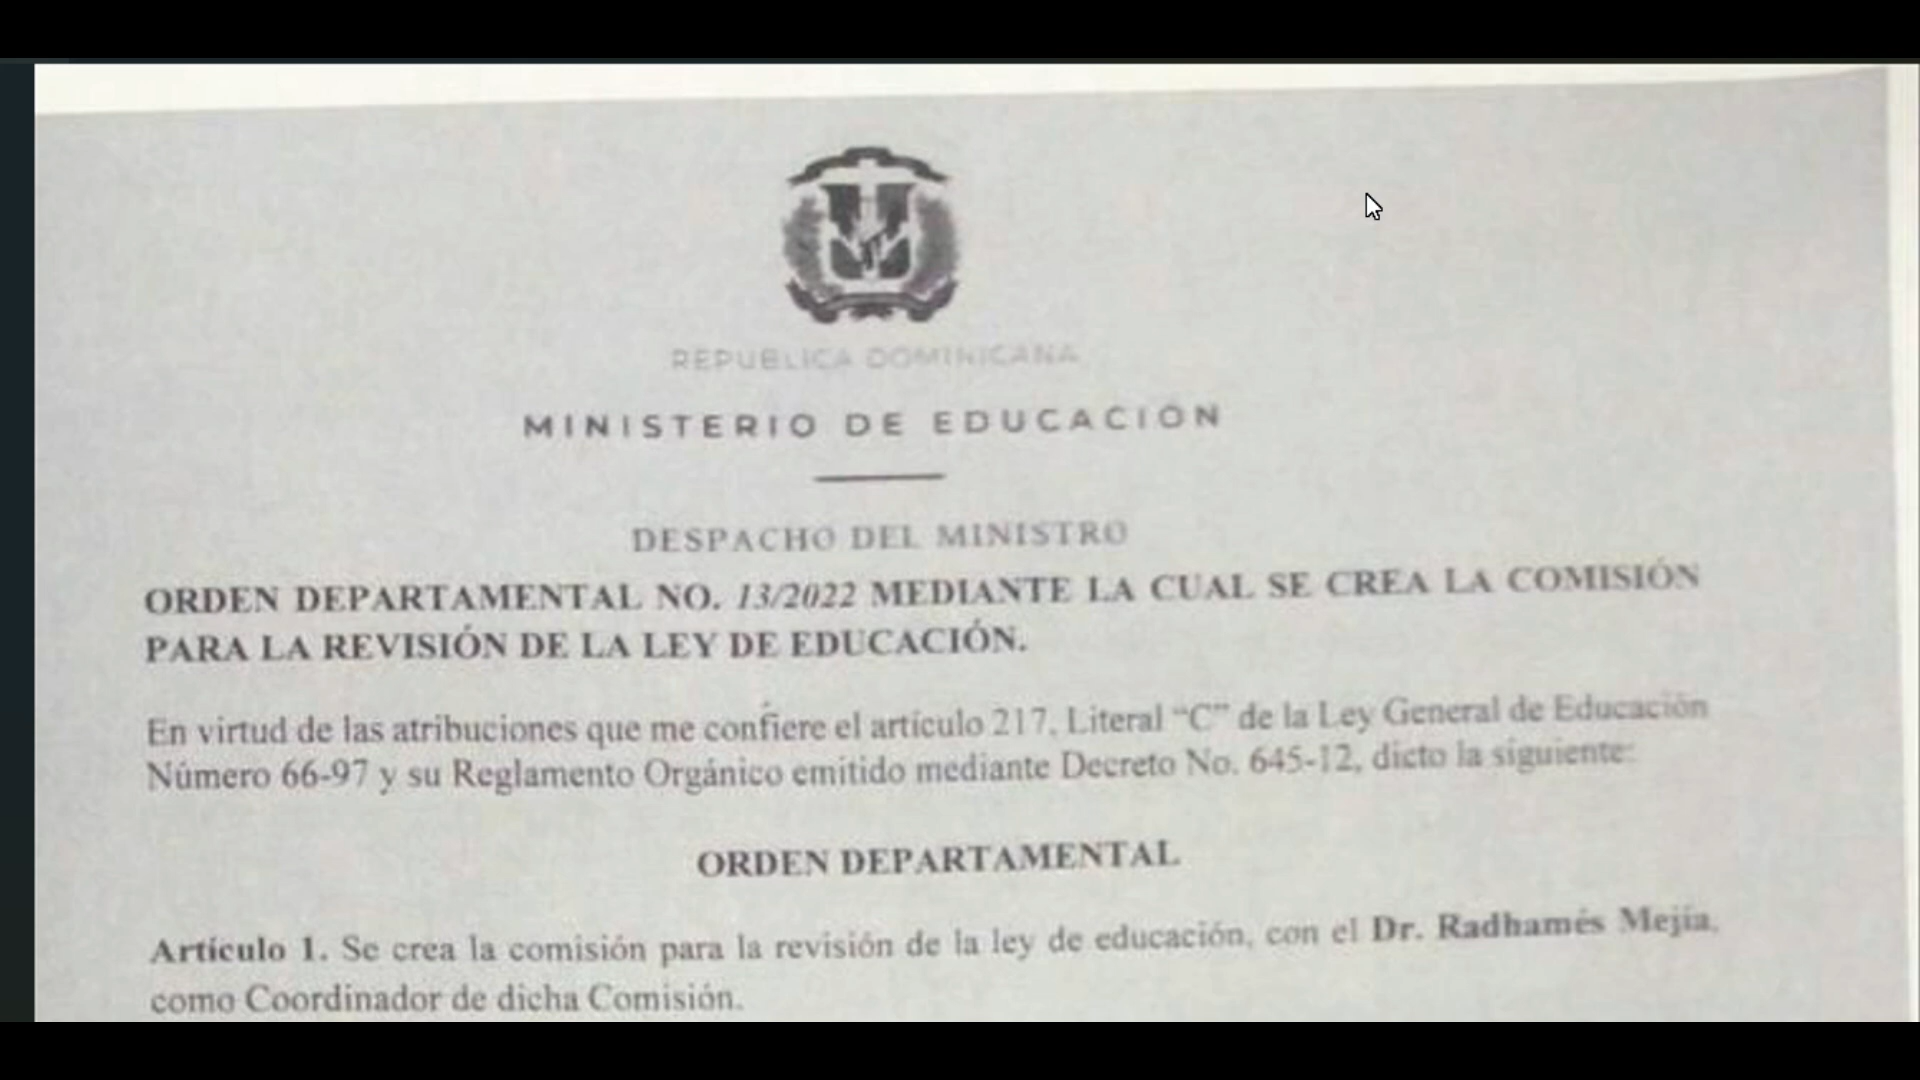 REPUBLICA DOMINICANA
MINISTERIO DE EDUCACIÓN
DESPACHO DEL MINISTRO
ORDEN DEPARTAMENTAL NO. 13/2022 MEDIANTE LA CUAL SE CREA LA COMISIÓN
PARA LA REVISIÓN DE LA LEY DE EDUCACIÓN.
En virtud de las atribuciones que me confiere el artículo 217, Literal “C” de la Ley General de Educación
Número 66-97 y su Reglamento Orgánico emitido mediante Decreto No. 645-12, dicto la siguiente:
ORDEN DEPARTAMENTAL
Artículo 1. Se crea la comisión para la revisión de la ley de educación, con el Dr. Radhamés Mejía,
como Coordinador de dicha Comisión.